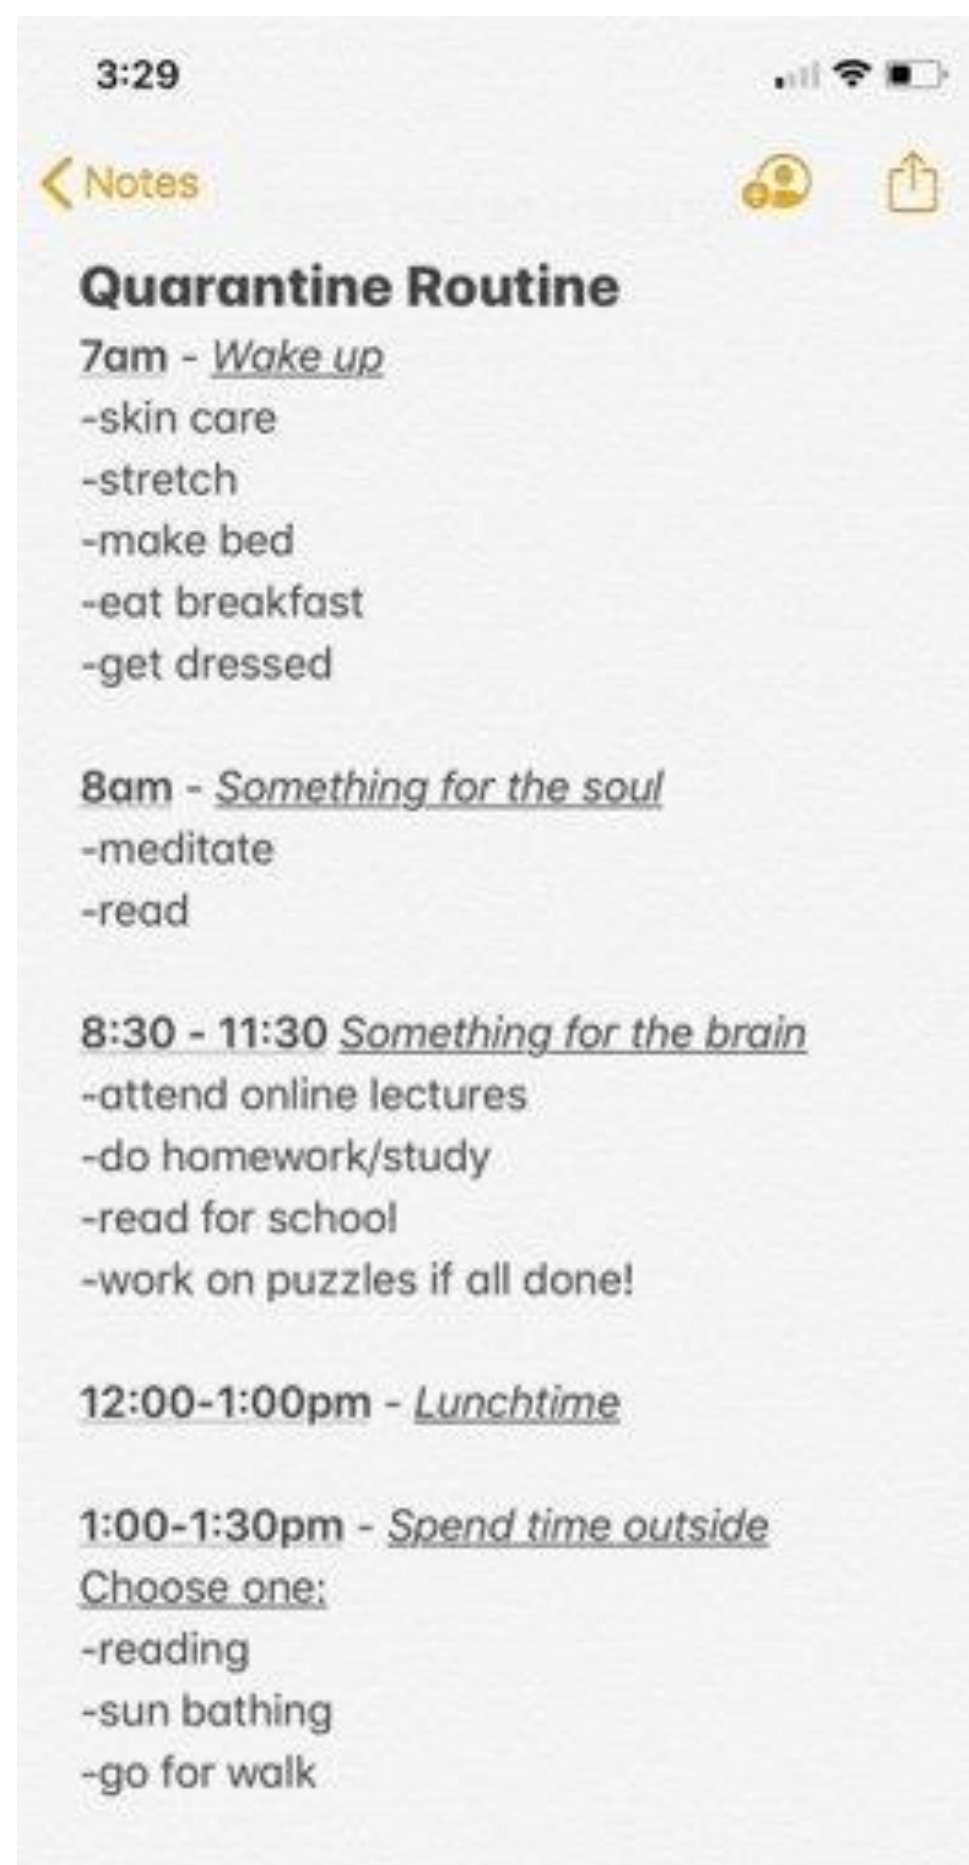 3:29
Notes
Quarantine Routine
7am - Wake up
-skin care
-stretch
-make bed
-eat breakfast
-get dressed
8am - Something for the soul
-meditate
-read
8:30 - 11:30 Something for the brain
-attend online lectures
-do homework/study
-read for school
-work on puzzles if all done!
12:00-1:00pm - Lunchtime
1:00-1:30pm - Spend time outside
Choose one:
-reading
-sun bathing
-go for walk